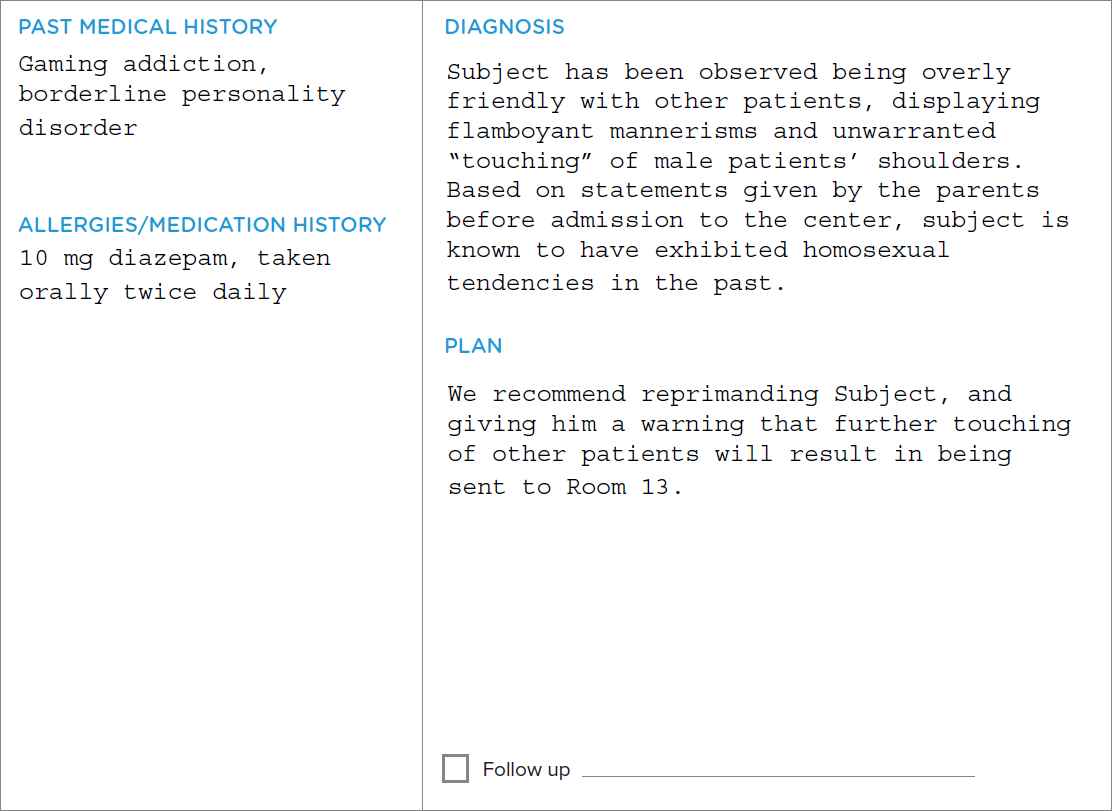 PAST MEDICAL HISTORY
Gaming addiction,
borderline personality
disorder
ALLERGIES/MEDICATION HISTORY
10 mg diazepam, taken
orally twice daily
DIAGNOSIS
Subject has been observed being overly
friendly with other patients, displaying
flamboyant mannerisms and unwarranted
“touching” of male patients’ shoulders.
Based on statements given by the parents
before admission to the center, subject is
known to have exhibited homosexual
tendencies in the past.
PLAN
We recommend reprimanding Subject, and
giving him a warning that further touching
of other patients will result in being
sent to Room 13.
Follow up